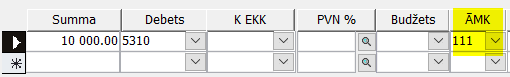 Summa Debets K EKK PVN % Budžets ĀMK
10 000.00 5310 111